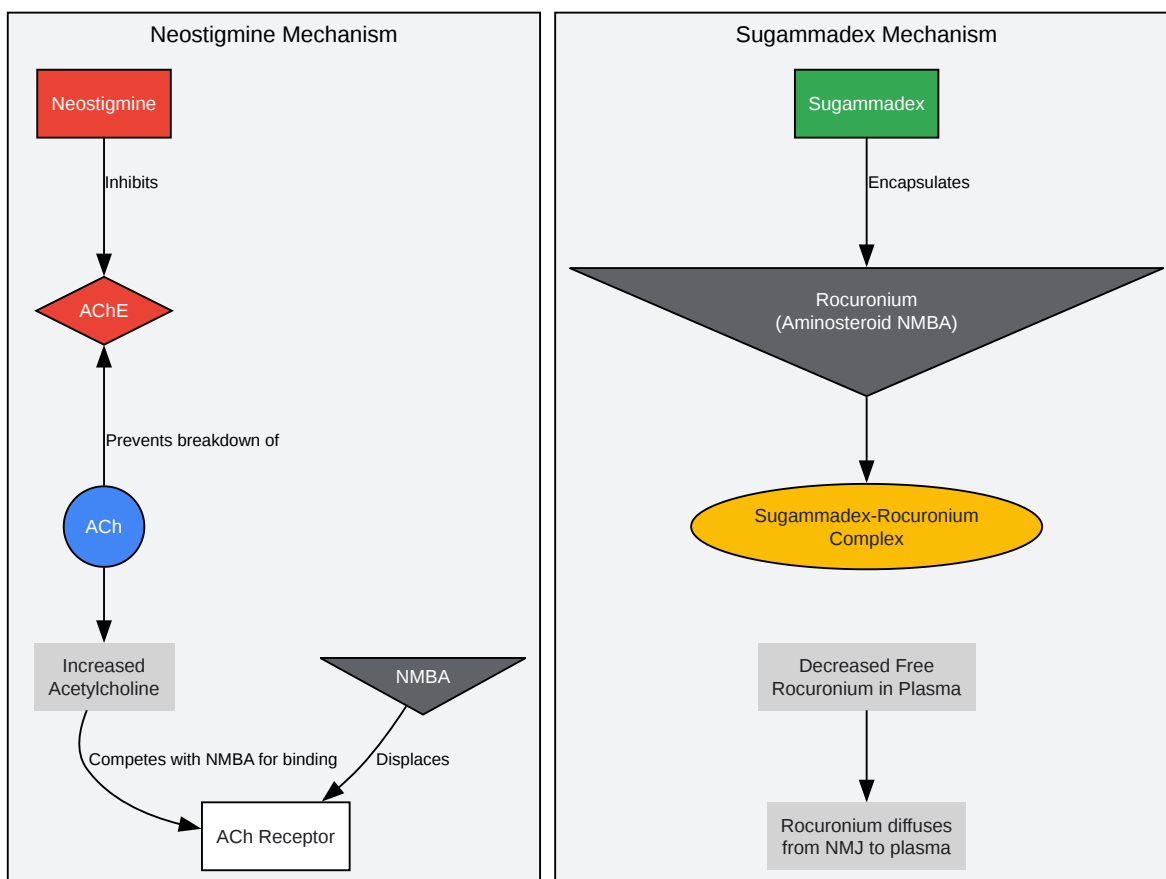 Neostigmine Mechanism
Neostigmine
Inhibits
AChE
Prevents breakdown of
ACh
Increased
Acetylcholine
NMBA
Competes with NMBA for binding
Displaces
ACh Receptor
Sugammadex Mechanism
Sugammadex
Encapsulates
Rocuronium
(Aminosteroid NMBA)
Sugammadex-Rocuronium
Complex
Decreased Free
Rocuronium in Plasma
Rocuronium diffuses
from NMJ to plasma